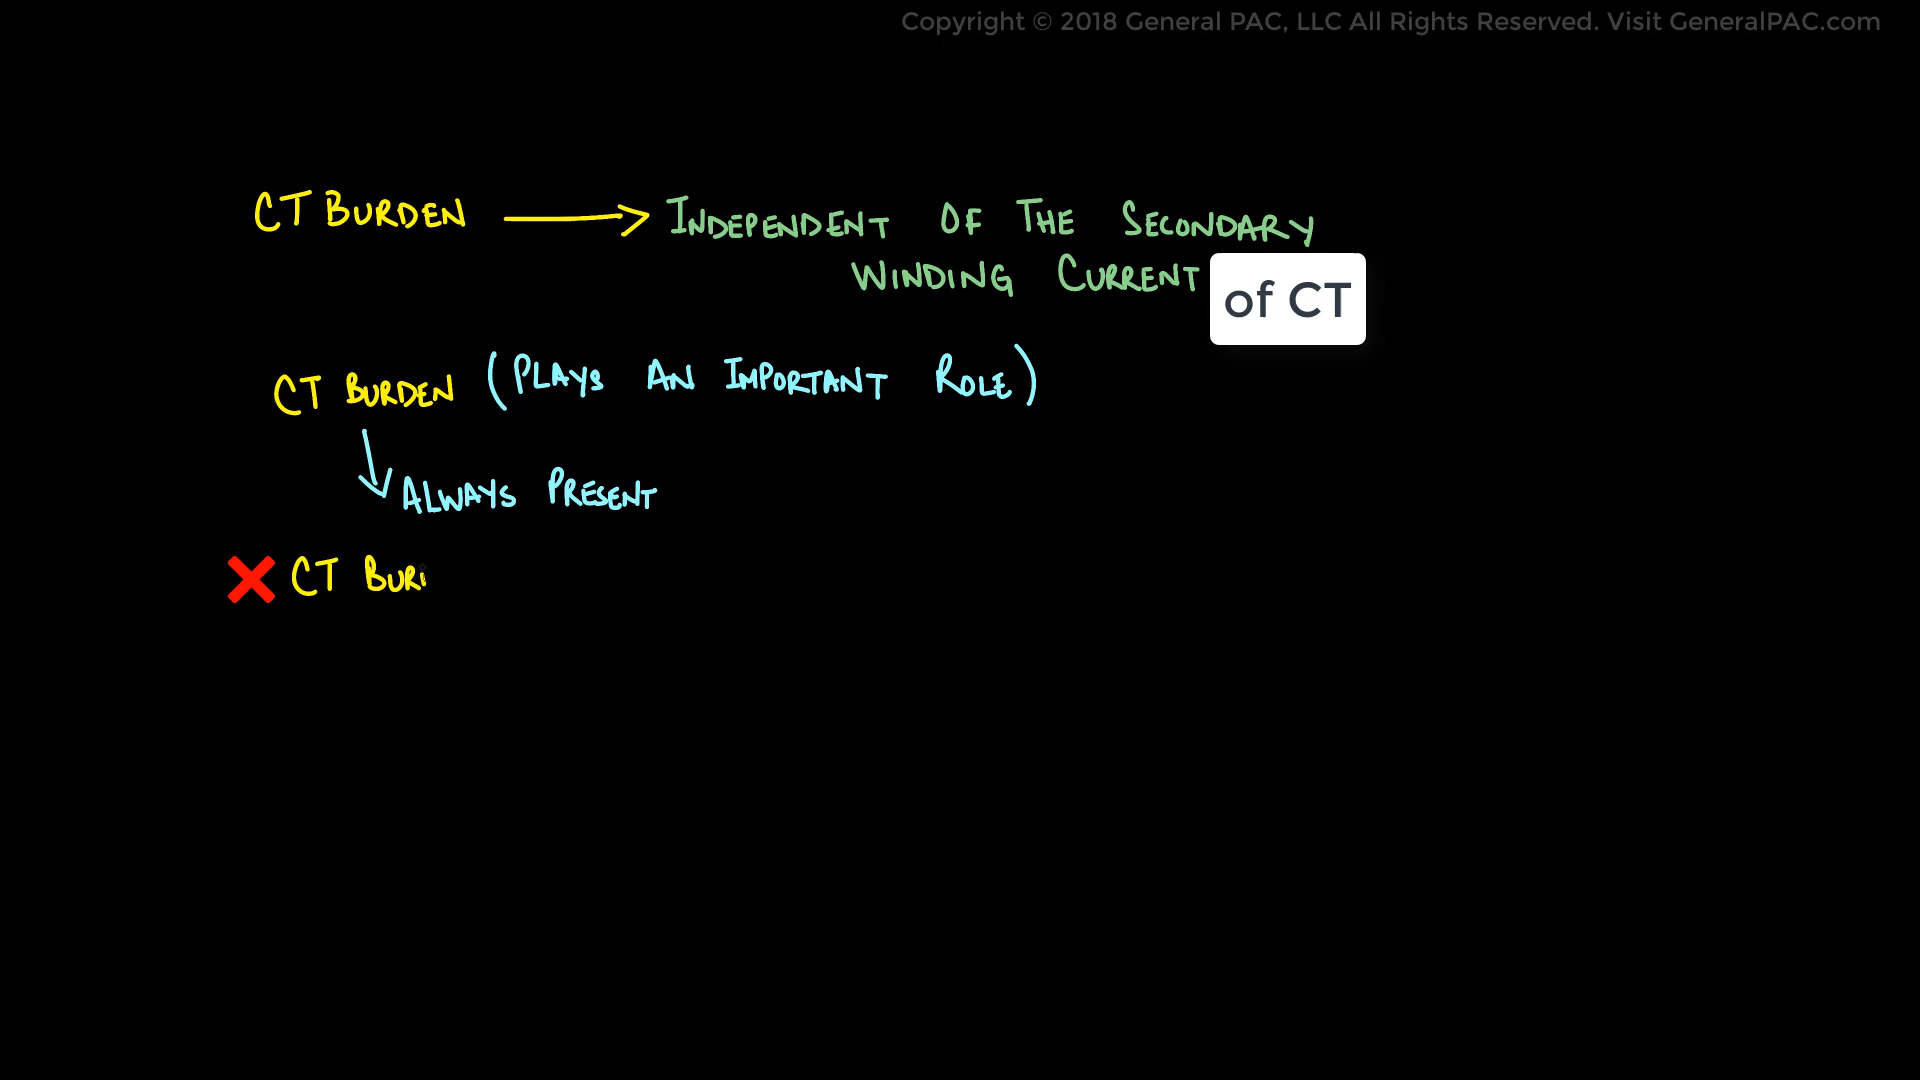 Copyright © 2018 General PAC, LLC All Rights Reserved. Visit GeneralPAC.com
CT BURDEN → INDEPENDENT OF THE SECONDARY
WINDING CURRENT of CT
CT BURDEN (PLAYS AN IMPORTANT ROLE)
ALWAYS PRESENT
❌ CT